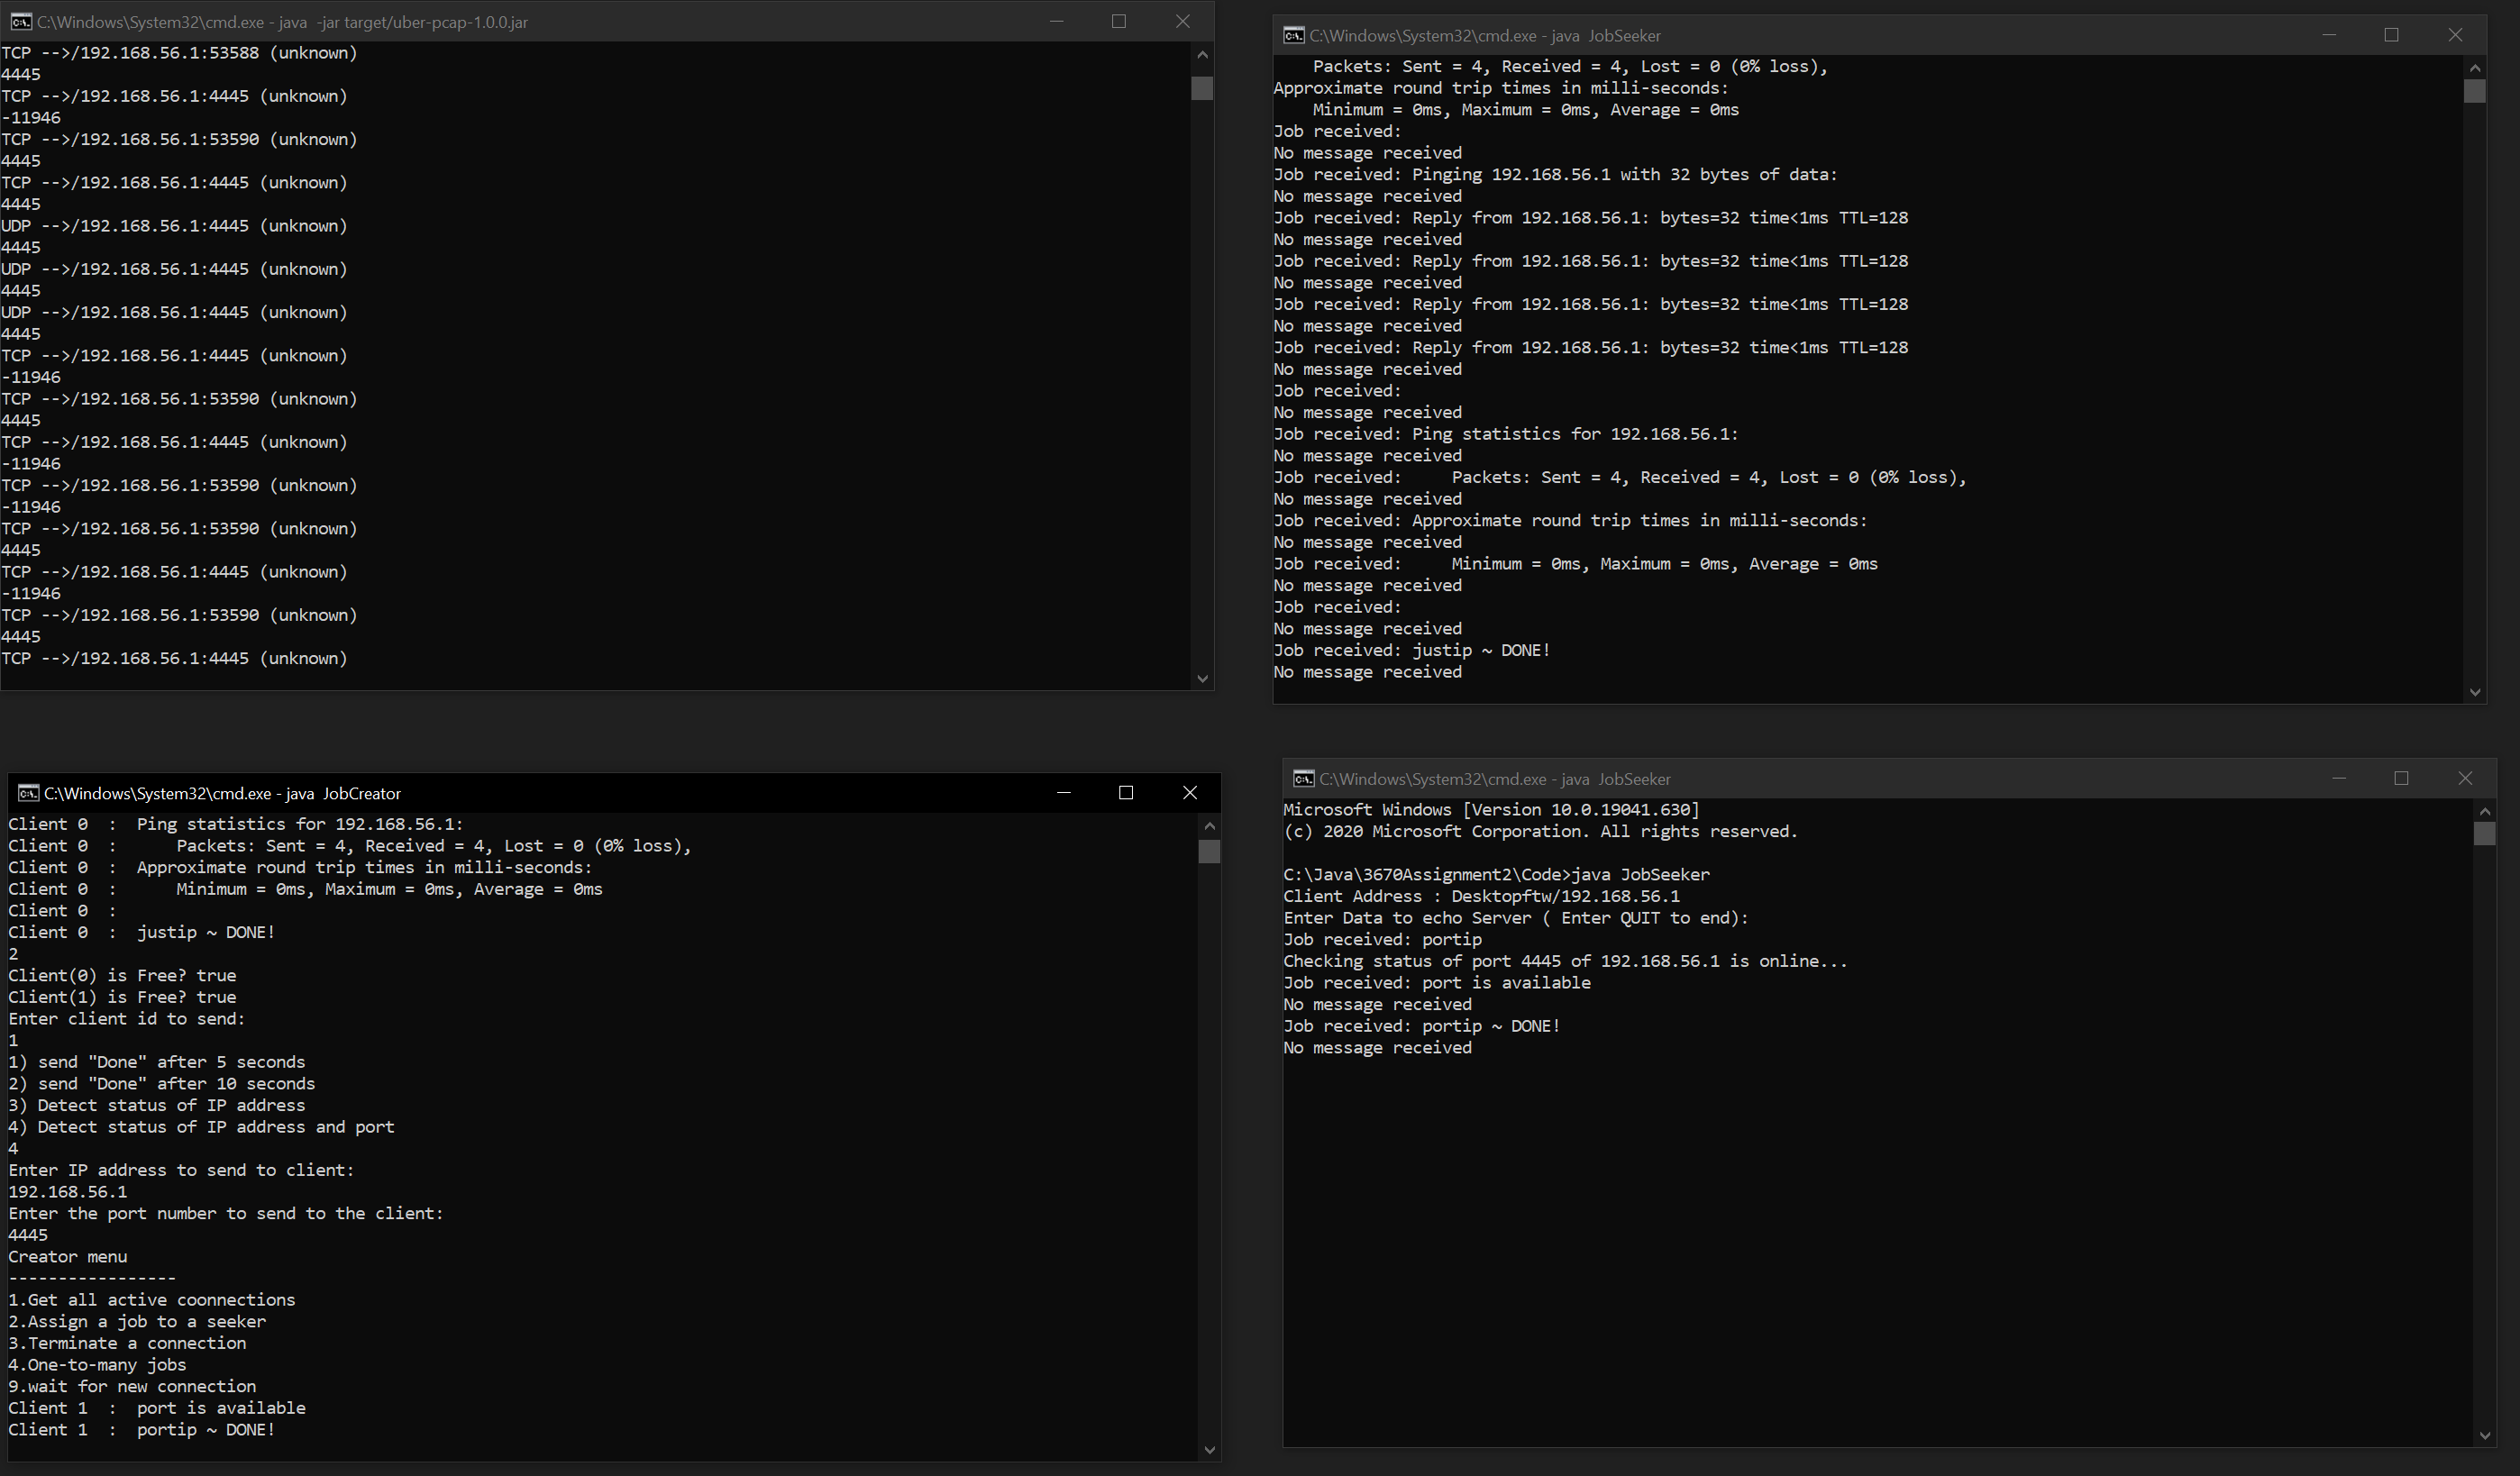 C:\Windows\System32\cmd.exe - java  -jar target/uber-pcap-1.0.0.jar
TCP -->/192.168.56.1:53588 (unknown)
4445
TCP -->/192.168.56.1:4445 (unknown)
-11946
TCP -->/192.168.56.1:53590 (unknown)
4445
TCP -->/192.168.56.1:4445 (unknown)
4445
UDP -->/192.168.56.1:4445 (unknown)
4445
UDP -->/192.168.56.1:4445 (unknown)
4445
UDP -->/192.168.56.1:4445 (unknown)
4445
TCP -->/192.168.56.1:4445 (unknown)
-11946
TCP -->/192.168.56.1:53590 (unknown)
4445
TCP -->/192.168.56.1:4445 (unknown)
-11946
TCP -->/192.168.56.1:53590 (unknown)
-11946
TCP -->/192.168.56.1:53590 (unknown)
4445
TCP -->/192.168.56.1:4445 (unknown)
-11946
TCP -->/192.168.56.1:53590 (unknown)
4445
TCP -->/192.168.56.1:4445 (unknown)
C:\Windows\System32\cmd.exe - java  JobSeeker
    Packets: Sent = 4, Received = 4, Lost = 0 (0% loss),
Approximate round trip times in milli-seconds:
    Minimum = 0ms, Maximum = 0ms, Average = 0ms
Job received:
No message received
Job received: Pinging 192.168.56.1 with 32 bytes of data:
No message received
Job received: Reply from 192.168.56.1: bytes=32 time<1ms TTL=128
No message received
Job received: Reply from 192.168.56.1: bytes=32 time<1ms TTL=128
No message received
Job received: Reply from 192.168.56.1: bytes=32 time<1ms TTL=128
No message received
Job received: Reply from 192.168.56.1: bytes=32 time<1ms TTL=128
No message received
Job received:
No message received
Job received: Ping statistics for 192.168.56.1:
No message received
Job received:     Packets: Sent = 4, Received = 4, Lost = 0 (0% loss),
No message received
Job received: Approximate round trip times in milli-seconds:
No message received
Job received:     Minimum = 0ms, Maximum = 0ms, Average = 0ms
No message received
Job received:
No message received
Job received: justip ~ DONE!
No message received
C:\Windows\System32\cmd.exe - java  JobCreator
Client 0  :  Ping statistics for 192.168.56.1:
Client 0  :      Packets: Sent = 4, Received = 4, Lost = 0 (0% loss),
Client 0  :  Approximate round trip times in milli-seconds:
Client 0  :      Minimum = 0ms, Maximum = 0ms, Average = 0ms
Client 0  :
Client 0  :  justip ~ DONE!
2
Client(0) is Free? true
Client(1) is Free? true
Enter client id to send:
1
1) send "Done" after 5 seconds
2) send "Done" after 10 seconds
3) Detect status of IP address
4) Detect status of IP address and port
4
Enter IP address to send to client:
192.168.56.1
Enter the port number to send to the client:
4445
Creator menu
-----------------
1.Get all active coonnections
2.Assign a job to a seeker
3.Terminate a connection
4.One-to-many jobs
9.wait for new connection
Client 1  :  port is available
Client 1  :  portip ~ DONE!
C:\Windows\System32\cmd.exe - java  JobSeeker
Microsoft Windows [Version 10.0.19041.630]
(c) 2020 Microsoft Corporation. All rights reserved.
C:\Java\3670Assignment2\Code>java JobSeeker
Client Address : Desktopftw/192.168.56.1
Enter Data to echo Server ( Enter QUIT to end):
Job received: portip
Checking status of port 4445 of 192.168.56.1 is online...
Job received: port is available
No message received
Job received: portip ~ DONE!
No message received